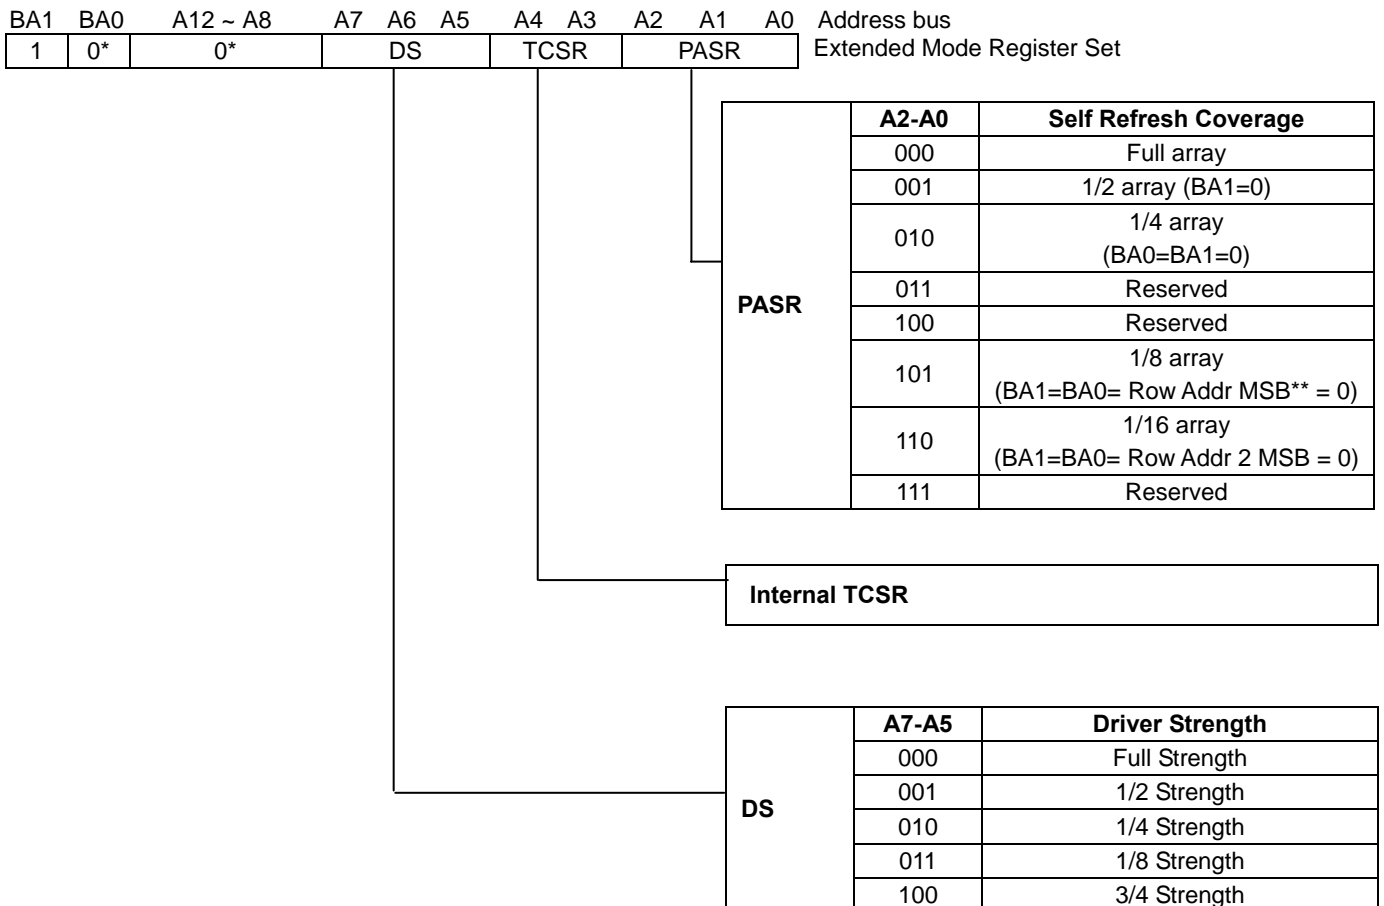 BA1 BA0 A12 ~ A8 A7 A6 A5 A4 A3 A2 A1 A0 Address bus
1 0* 0* DS TCSR PASR Extended Mode Register Set
PASR
A2-A0 Self Refresh Coverage
000 Full array
001 1/2 array (BA1=0)
010 1/4 array
(BA0=BA1=0)
011 Reserved
100 Reserved
101 1/8 array
(BA1=BA0= Row Addr MSB** = 0)
110 1/16 array
(BA1=BA0= Row Addr 2 MSB = 0)
111 Reserved
Internal TCSR
DS
A7-A5 Driver Strength
000 Full Strength
001 1/2 Strength
010 1/4 Strength
011 1/8 Strength
100 3/4 Strength